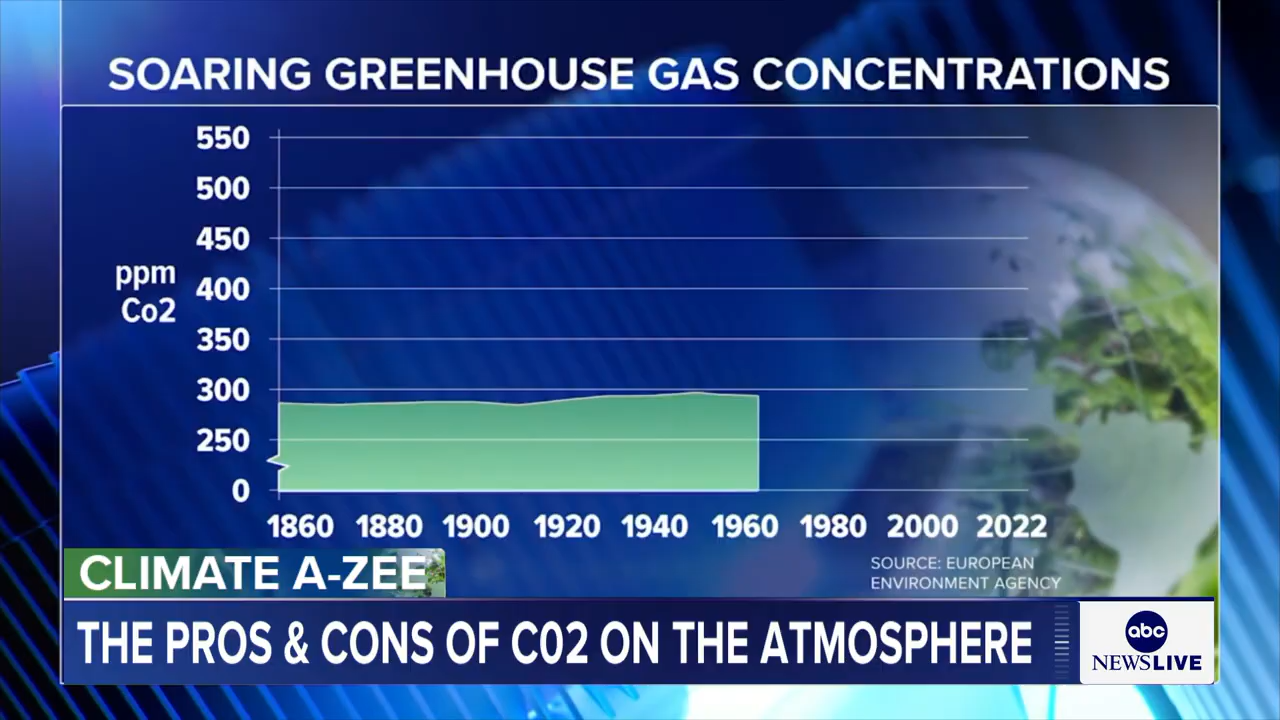 SOARING GREENHOUSE GAS CONCENTRATIONS
550
500
450
ppm
Co2
400
350
300
250
0
1860 1880 1900 1920 1940 1960 1980 2000 2022
CLIMATE A-ZEE
SOURCE: EUROPEAN
ENVIRONMENT AGENCY
THE PROS & CONS OF C02 ON THE ATMOSPHERE
abc
NEWSLIVE